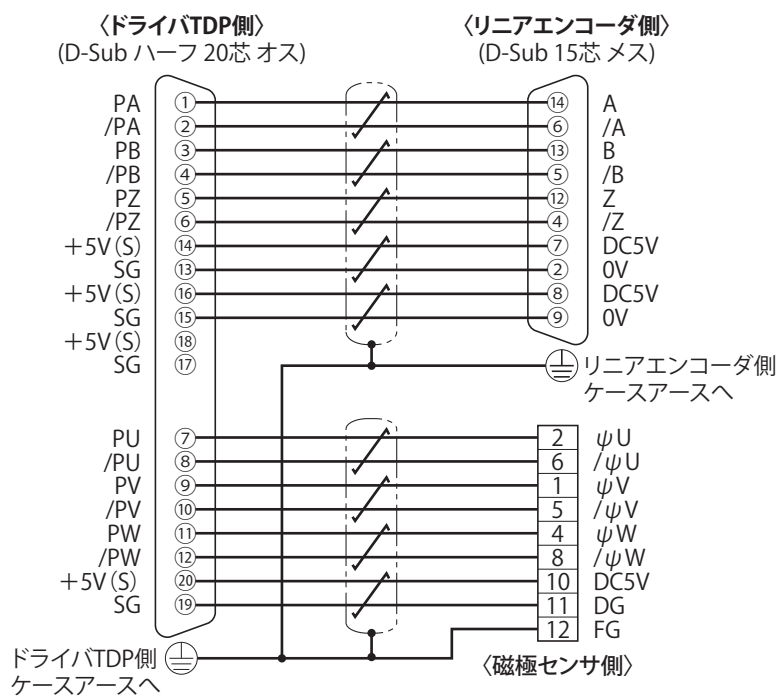 〈ドライバTDP側〉 〈リニアエンコーダ側〉
(D-Sub ハーフ 20芯 オス) (D-Sub 15芯 メス)
PA ① ⑭ A
/PA ② ⑥ /A
PB ③ ⑬ B
/PB ④ ⑤ /B
PZ ⑤ ⑫ Z
/PZ ⑥ ④ /Z
+5V(S) ⑭ ⑦ DC5V
SG ⑬ ② 0V
+5V(S) ⑯ ⑧ DC5V
SG ⑮ ⑨ 0V
+5V(S) ⑱
SG ⑰
リニアエンコーダ側
ケースアースへ
PU ⑦ 2 ψU
/PU ⑧ 6 /ψU
PV ⑨ 1 ψV
/PV ⑩ 5 /ψV
PW ⑪ 4 ψW
/PW ⑫ 8 /ψW
+5V(S) ⑳ 10 DC5V
SG ⑲ 11 DG
12 FG
ドライバTDP側
ケースアースへ
〈磁極センサ側〉